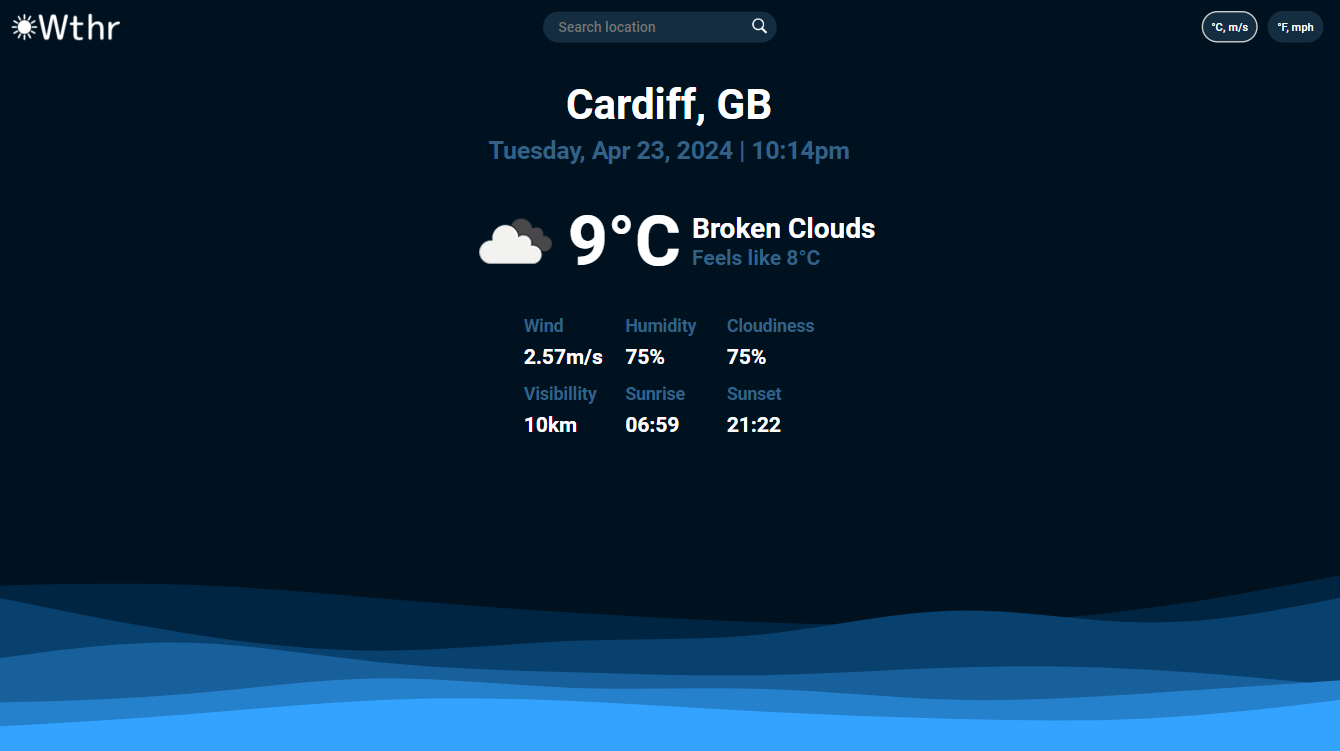 Wthr
Search location
°C, m/s
°F, mph
Cardiff, GB
Tuesday, Apr 23, 2024 | 10:14pm
9°C
Broken Clouds
Feels like 8°C
Wind Humidity Cloudiness
2.57m/s 75% 75%
Visibillity Sunrise Sunset
10km 06:59 21:22